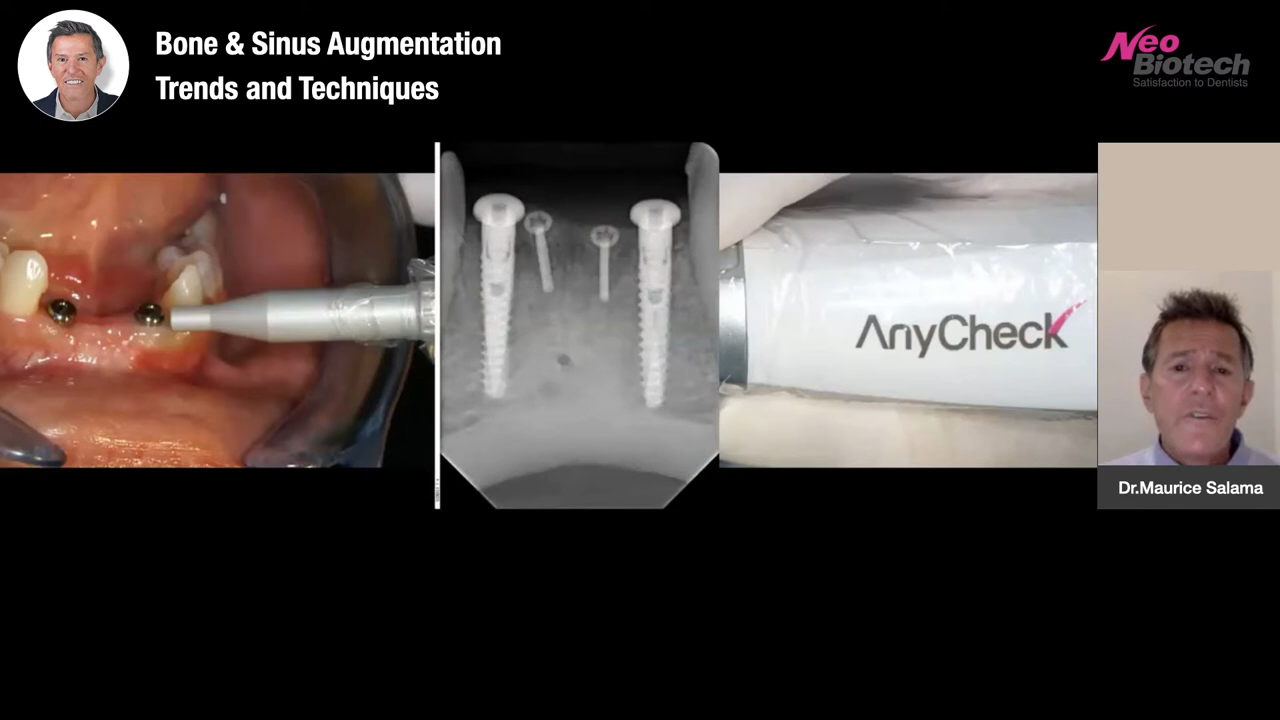 Bone & Sinus Augmentation
Trends and Techniques
Neo
Biotech
Satisfaction to Dentists
AnyCheck
Dr.Maurice Salama